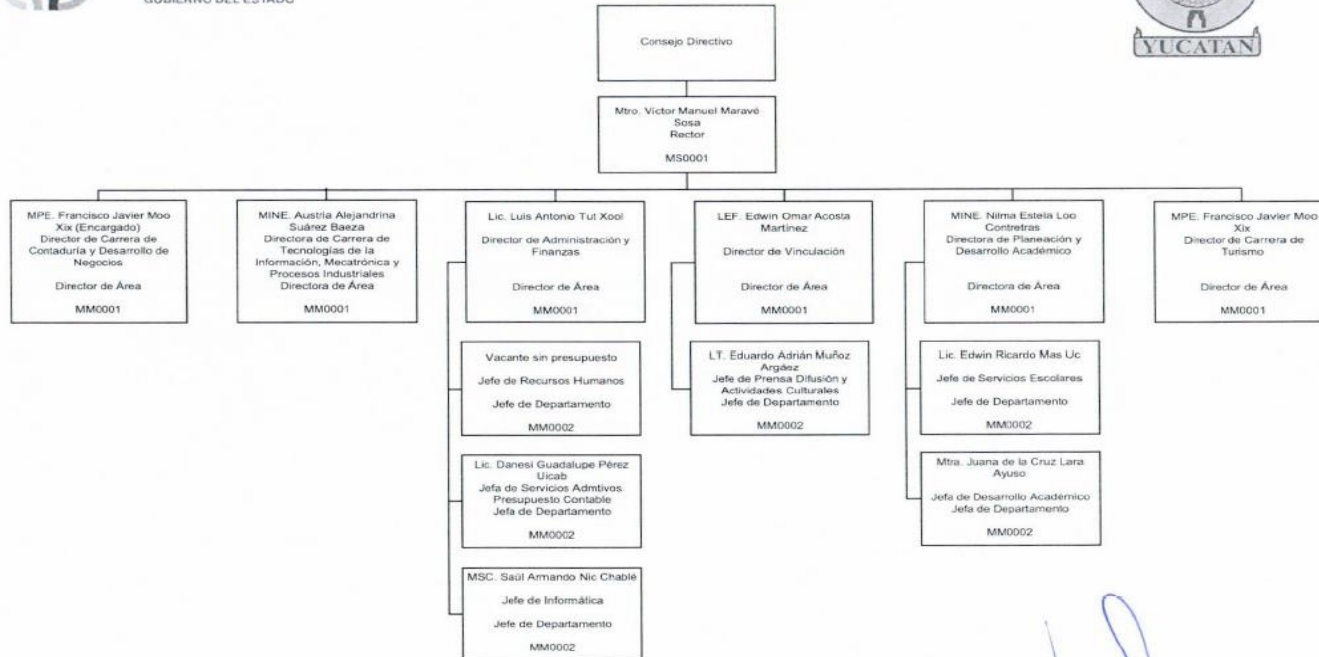 GOBIERNO DEL ESTADO
YUCATAN
Consejo Directivo
Mtro. Víctor Manuel Maravé
Sosa
Rector
MS0001
MPE. Francisco Javier Moo
Xix (Encargado)
Director de Carrera de
Contaduría y Desarrollo de
Negocios
Director de Área
MM0001
MINE. Austria Alejandrina
Suárez Baeza
Directora de Carrera de
Tecnologías de la
Información, Mecatrónica y
Procesos Industriales
Directora de Área
MM0001
Lic. Luis Antonio Tut Xool
Director de Administración y
Finanzas
Director de Área
MM0001
LEF. Edwin Omar Acosta
Martínez
Director de Vinculación
Director de Área
MM0001
MINE. Nilma Estela Loo
Contretras
Directora de Planeación y
Desarrollo Académico
Directora de Área
MM0001
MPE. Francisco Javier Moo
Xix
Director de Carrera de
Turismo
Director de Área
MM0001
Vacante sin presupuesto
Jefe de Recursos Humanos
Jefe de Departamento
MM0002
LT. Eduardo Adrián Muñoz
Argáez
Jefe de Prensa Difusión y
Actividades Culturales
Jefe de Departamento
MM0002
Lic. Edwin Ricardo Mas Uc
Jefe de Servicios Escolares
Jefe de Departamento
MM0002
Lic. Danesi Guadalupe Pérez
Uicab
Jefa de Servicios Admtivos
Presupuesto Contable
Jefa de Departamento
MM0002
Mtra. Juana de la Cruz Lara
Ayuso
Jefa de Desarrollo Académico
Jefa de Departamento
MM0002
MSC. Saúl Armando Nic Chablé
Jefe de Informática
Jefe de Departamento
MM0002